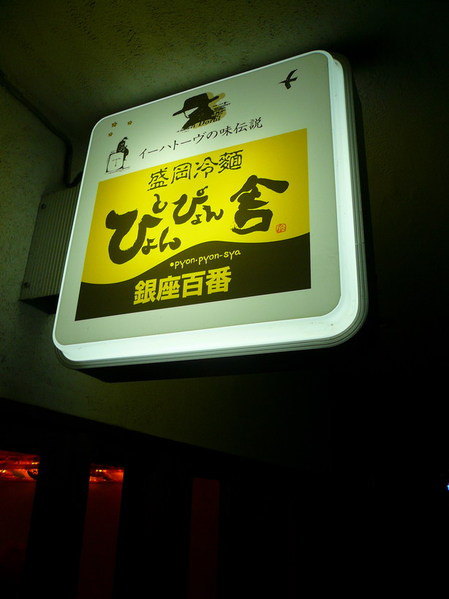 イーハトーヴの味伝説
盛岡冷麺
ぴょんぴょん舎
•pyon·pyon-sya
銀座百番